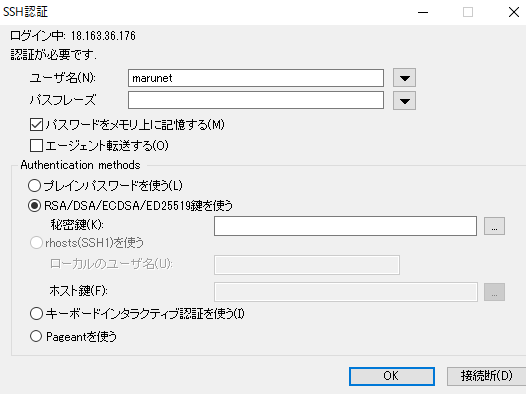 SSH認証
ログイン中: 18.163.36.176
認証が必要です.
ユーザ名(N): marunet
パスフレーズ
パスワードをメモリ上に記憶する(M)
エージェント転送する(O)
Authentication methods
プレインパスワードを使う(L)
RSA/DSA/ECDSA/ED25519鍵を使う
秘密鍵(K): ...
rhosts(SSH1)を使う
ローカルのユーザ名(U):
ホスト鍵(F): ...
キーボードインタラクティブ認証を使う(I)
Pageantを使う
OK 接続断(D)